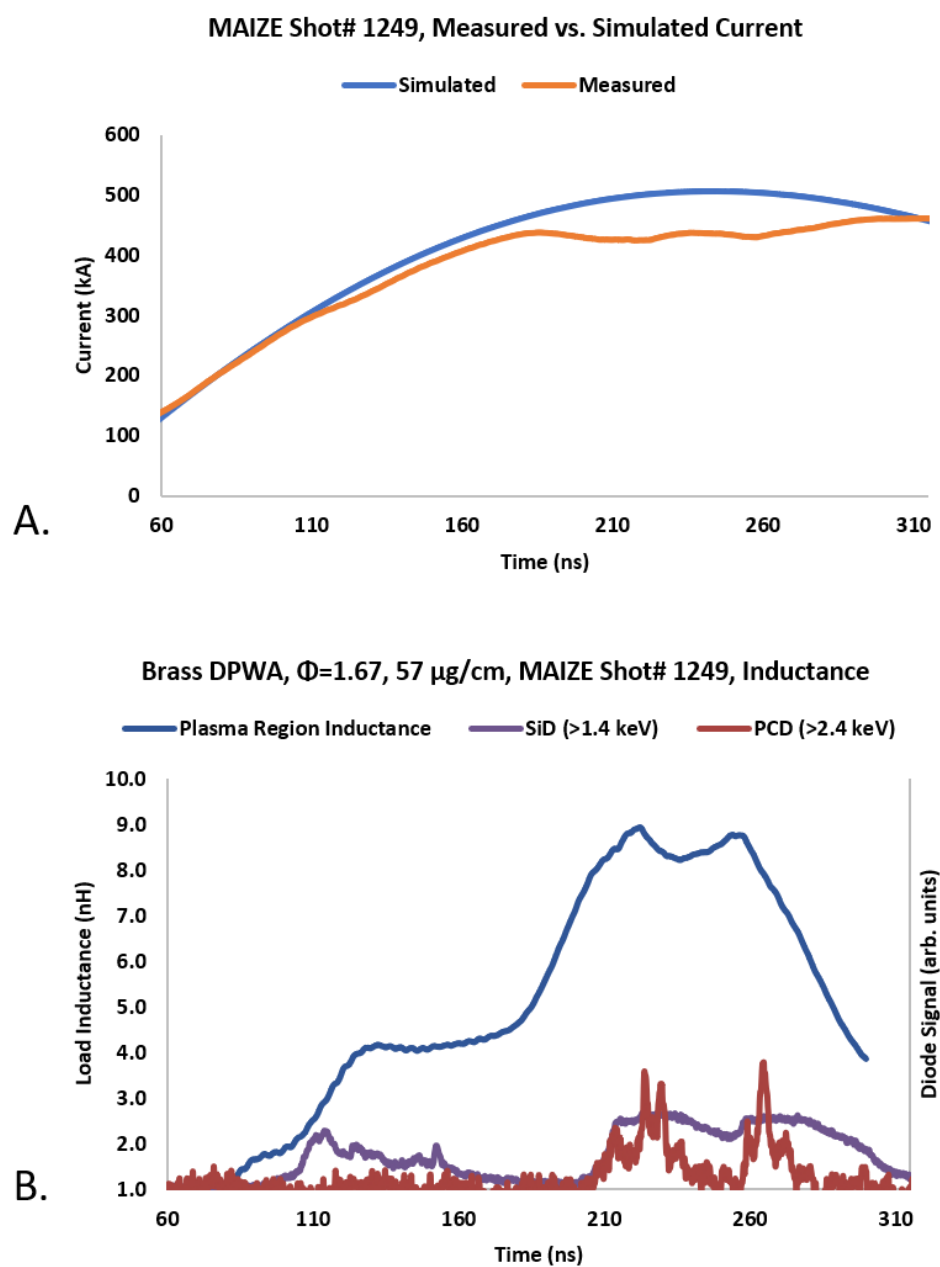 MAIZE Shot# 1249, Measured vs. Simulated Current
Simulated Measured
600
500
400
300
200
100
0
Current (kA)
60 110 160 210 260 310
Time (ns)
A.
Brass DPWA, Φ=1.67, 57 µg/cm, MAIZE Shot# 1249, Inductance
Plasma Region Inductance SiD (>1.4 keV) PCD (>2.4 keV)
10.0
9.0
8.0
7.0
6.0
5.0
4.0
3.0
2.0
1.0
Load Inductance (nH)
Diode Signal (arb. units)
60 110 160 210 260 310
Time (ns)
B.